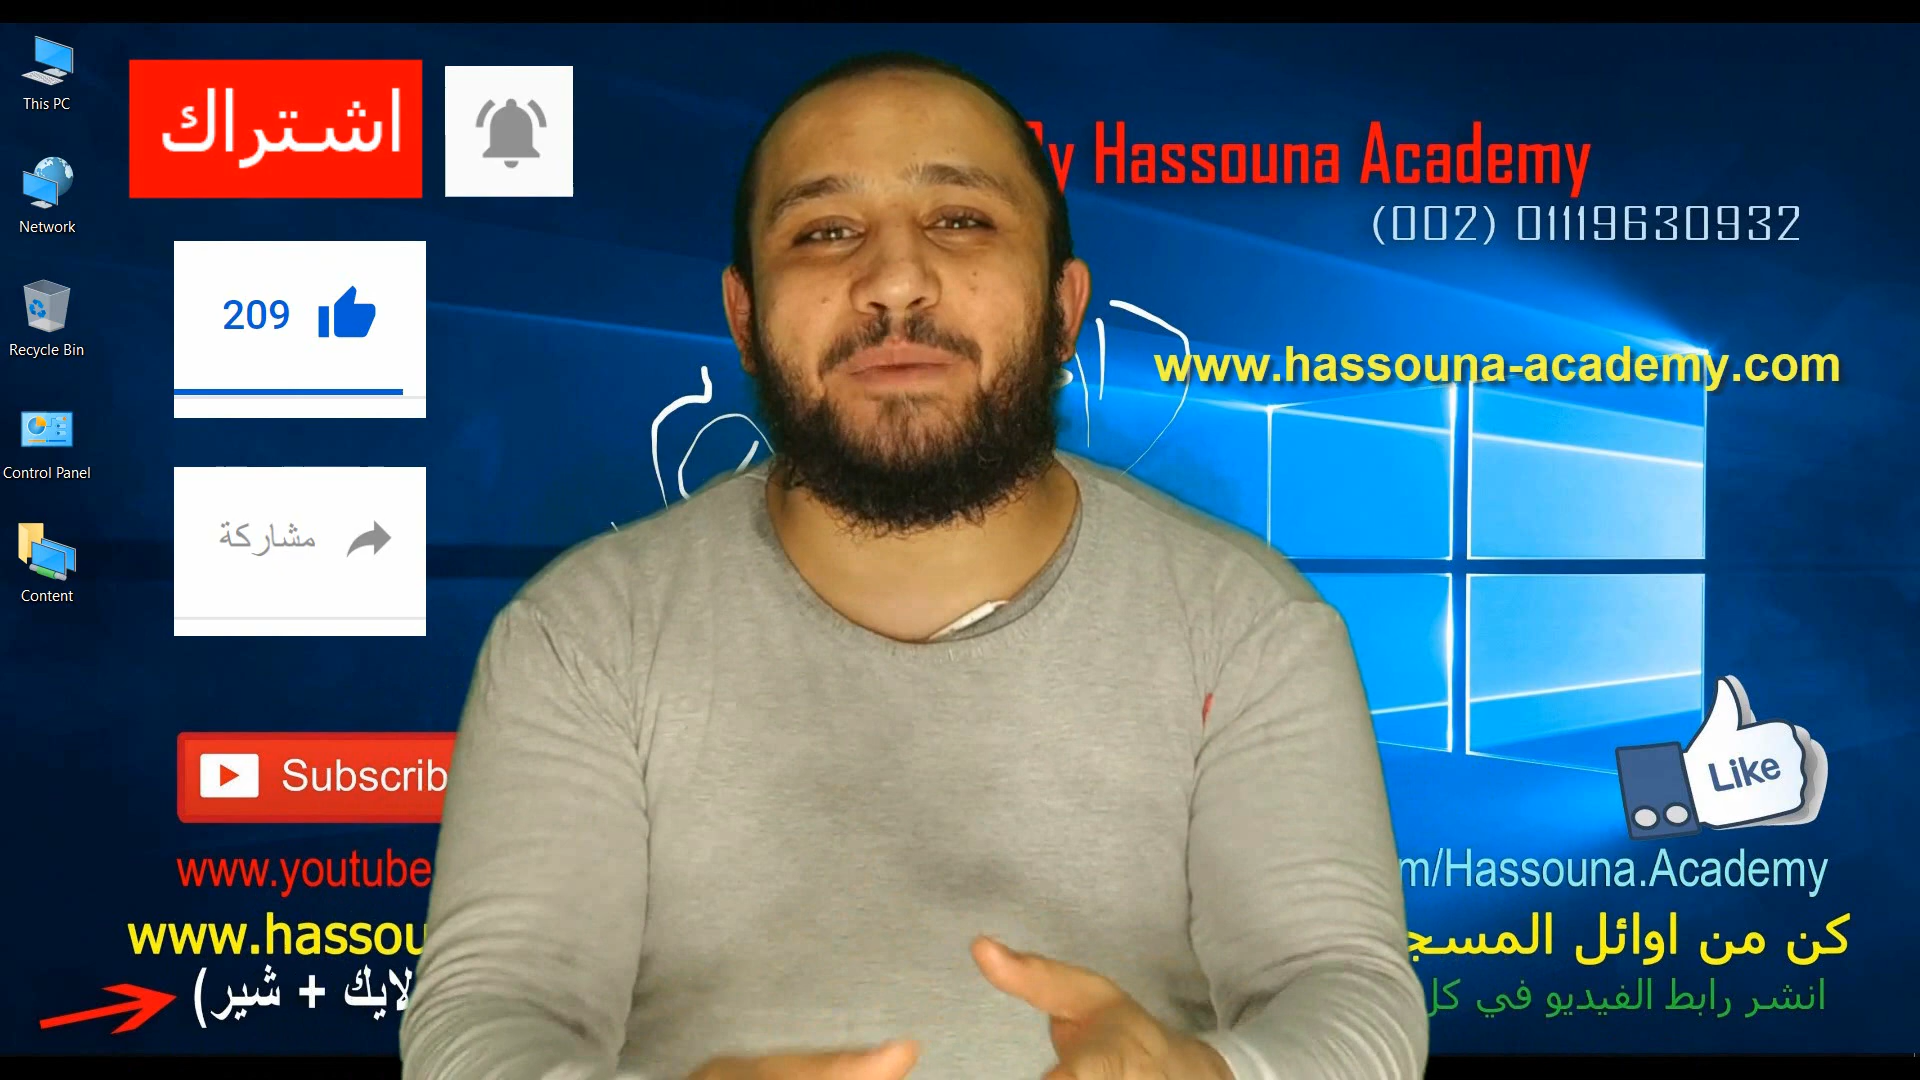 This PC
Network
Recycle Bin
Control Panel
Content
اشتراك
209
مشاركة
y Hassouna Academy
(002) 01119630932
www.hassouna-academy.com
Like
Subscrib
www.youtube
m/Hassouna.Academy
www.hassou
كن من اوائل
لايك + شير)
انشر رابط الفيديو في